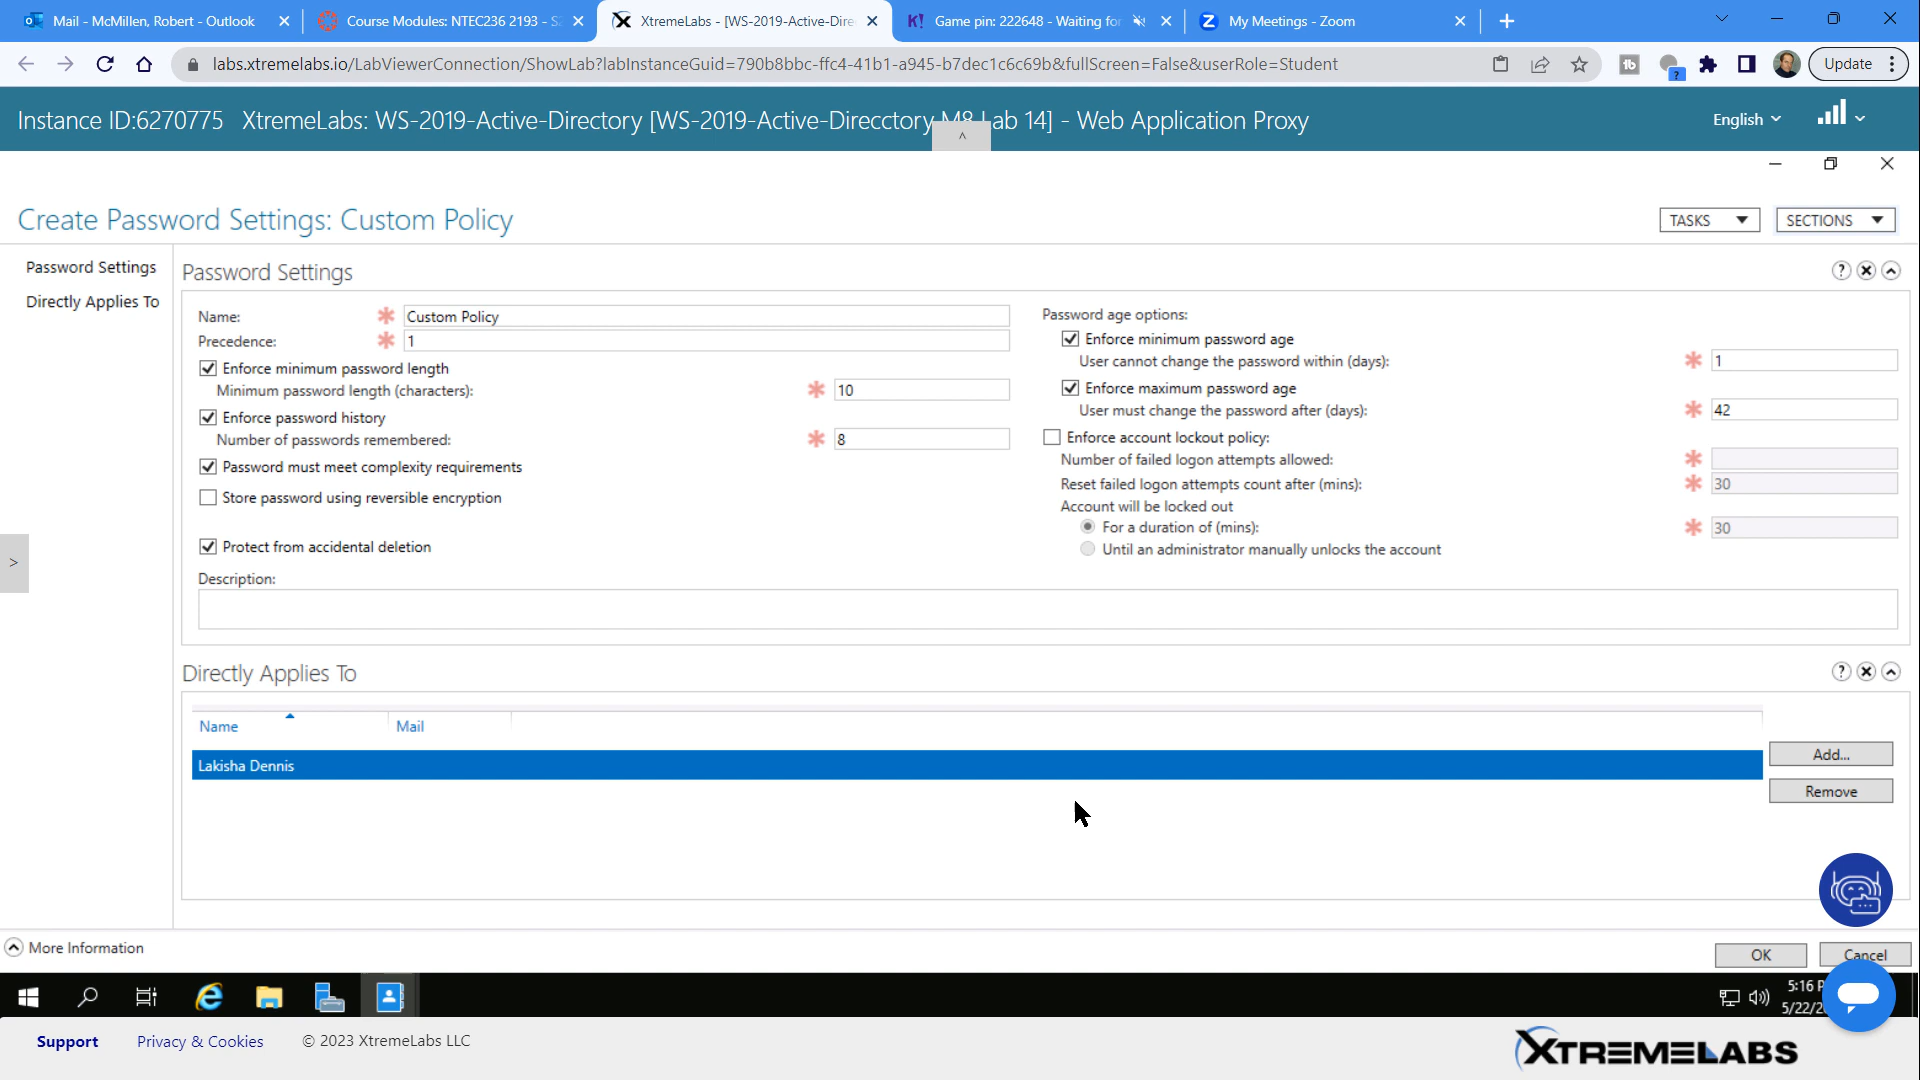 Mail - McMillen, Robert - Outlook
Course Modules: NTEC236 2193 - S
XtremeLabs - [WS-2019-Active-Dire
K! Game pin: 222648 - Waiting for
Z My Meetings - Zoom
labs.xtremelabs.io/LabViewerConnection/ShowLab?labInstanceGuid=790b8bbc-ffc4-41b1-a945-b7dec1c6c69b&fullScreen=False&userRole=Student
Update
Instance ID:6270775 XtremeLabs: WS-2019-Active-Directory [WS-2019-Active-Direcctory M8 Lab 14] - Web Application Proxy
English
Create Password Settings: Custom Policy
TASKS
SECTIONS
Password Settings
Directly Applies To
Password Settings
Name: * Custom Policy
Precedence: * 1
Enforce minimum password length
Minimum password length (characters): * 10
Enforce password history
Number of passwords remembered: * 8
Password must meet complexity requirements
Store password using reversible encryption
Protect from accidental deletion
Description:
Password age options:
Enforce minimum password age
User cannot change the password within (days): * 1
Enforce maximum password age
User must change the password after (days): * 42
Enforce account lockout policy:
Number of failed logon attempts allowed: *
Reset failed logon attempts count after (mins): * 30
Account will be locked out
For a duration of (mins): * 30
Until an administrator manually unlocks the account
Directly Applies To
Name Mail
Lakisha Dennis
Add...
Remove
More Information
OK
Cancel
5:16 P
5/22/2
Support
Privacy & Cookies
© 2023 XtremeLabs LLC
XTREMELABS